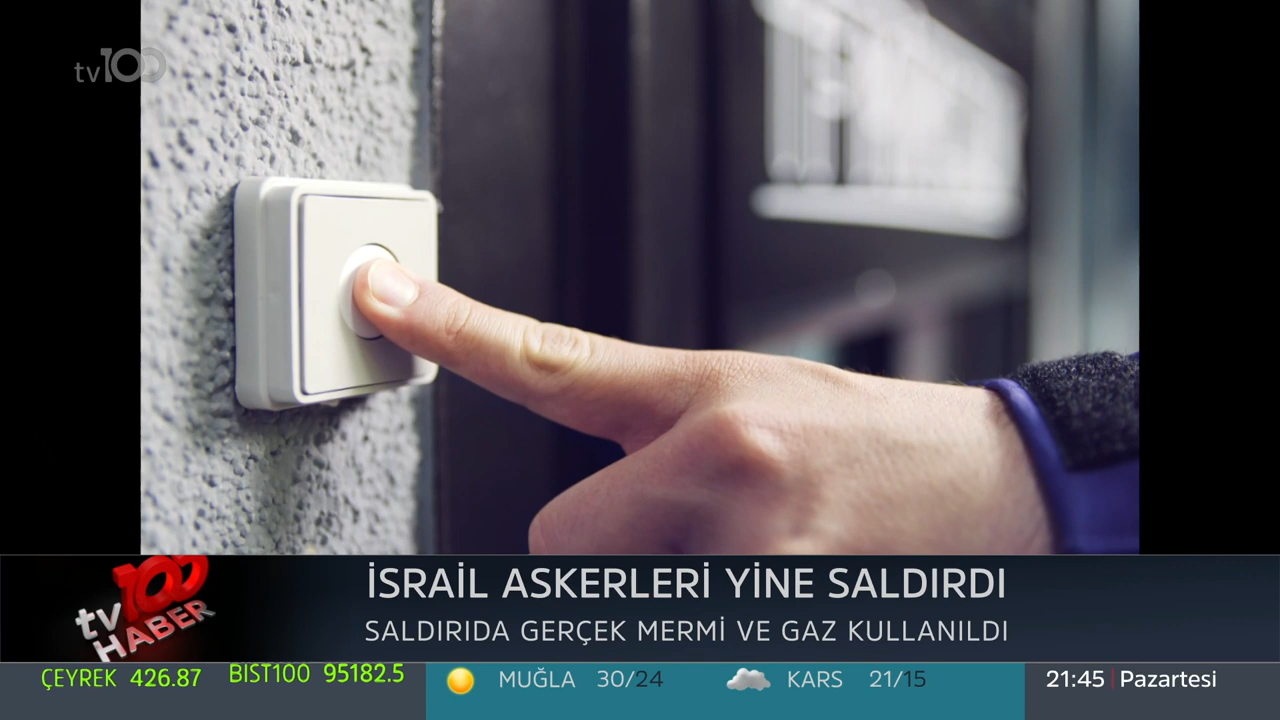 tv100
İSRAİL ASKERLERİ YİNE SALDIRDI
SALDIRIDA GERÇEK MERMİ VE GAZ KULLANILDI
tv100
HABER
ÇEYREK 426.87 BIST100 95182.5 MUĞLA 30/24 KARS 21/15 21:45 Pazartesi